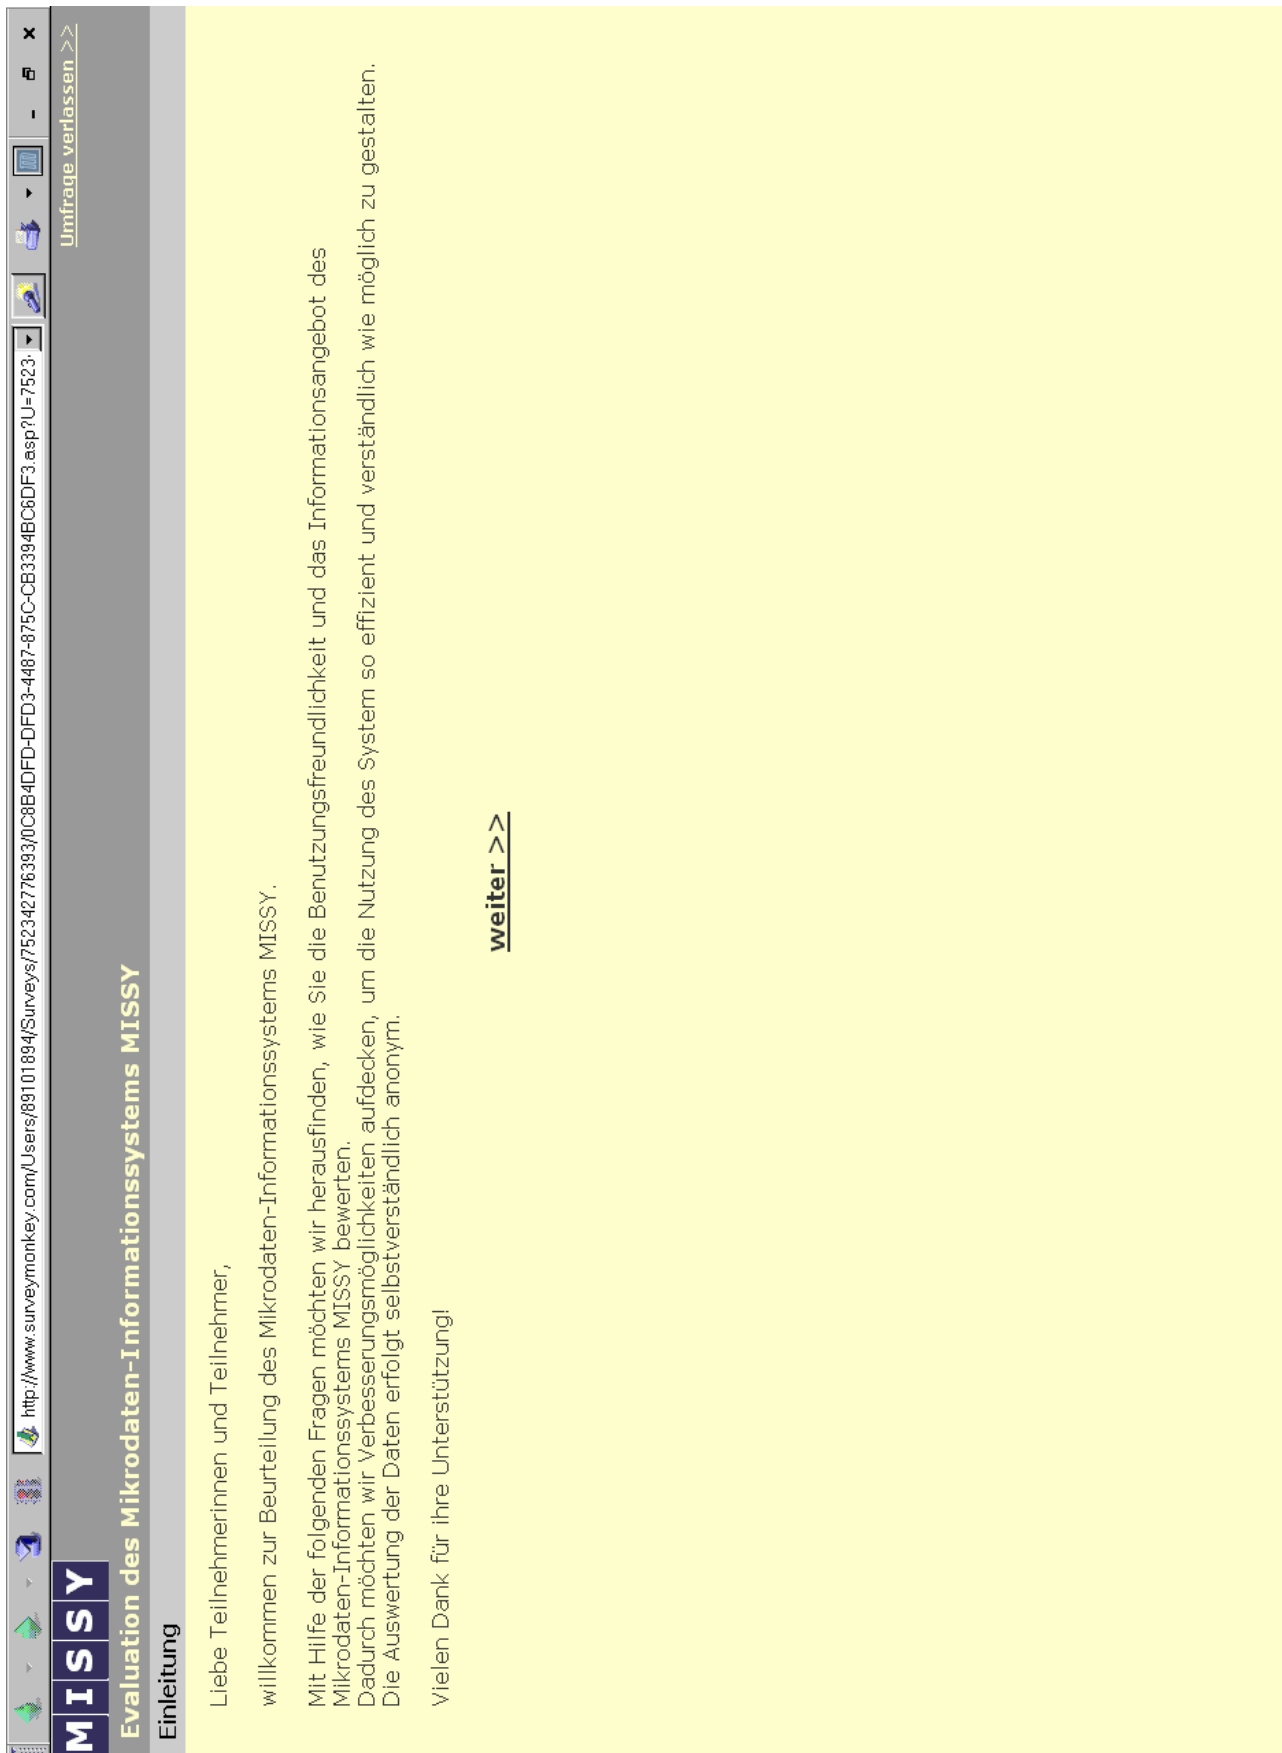 http://www.surveymonkey.com/Users/89101894/Surveys/752342776393/0C8B4DFD-DFD3-4487-875C-CB3394BC6DF3.asp?U=7523
MISSY
Umfrage verlassen >>
Evaluation des Mikrodaten-Informationssystems MISSY
Einleitung
Liebe Teilnehmerinnen und Teilnehmer,
willkommen zur Beurteilung des Mikrodaten-Informationssystems MISSY.
Mit Hilfe der folgenden Fragen möchten wir herausfinden, wie Sie die Benutzungsfreundlichkeit und das Informationsangebot des
Mikrodaten-Informationssystems MISSY bewerten.
Dadurch möchten wir Verbesserungsmöglichkeiten aufdecken, um die Nutzung des System so effizient und verständlich wie möglich zu gestalten.
Die Auswertung der Daten erfolgt selbstverständlich anonym.
Vielen Dank für ihre Unterstützung!
weiter >>